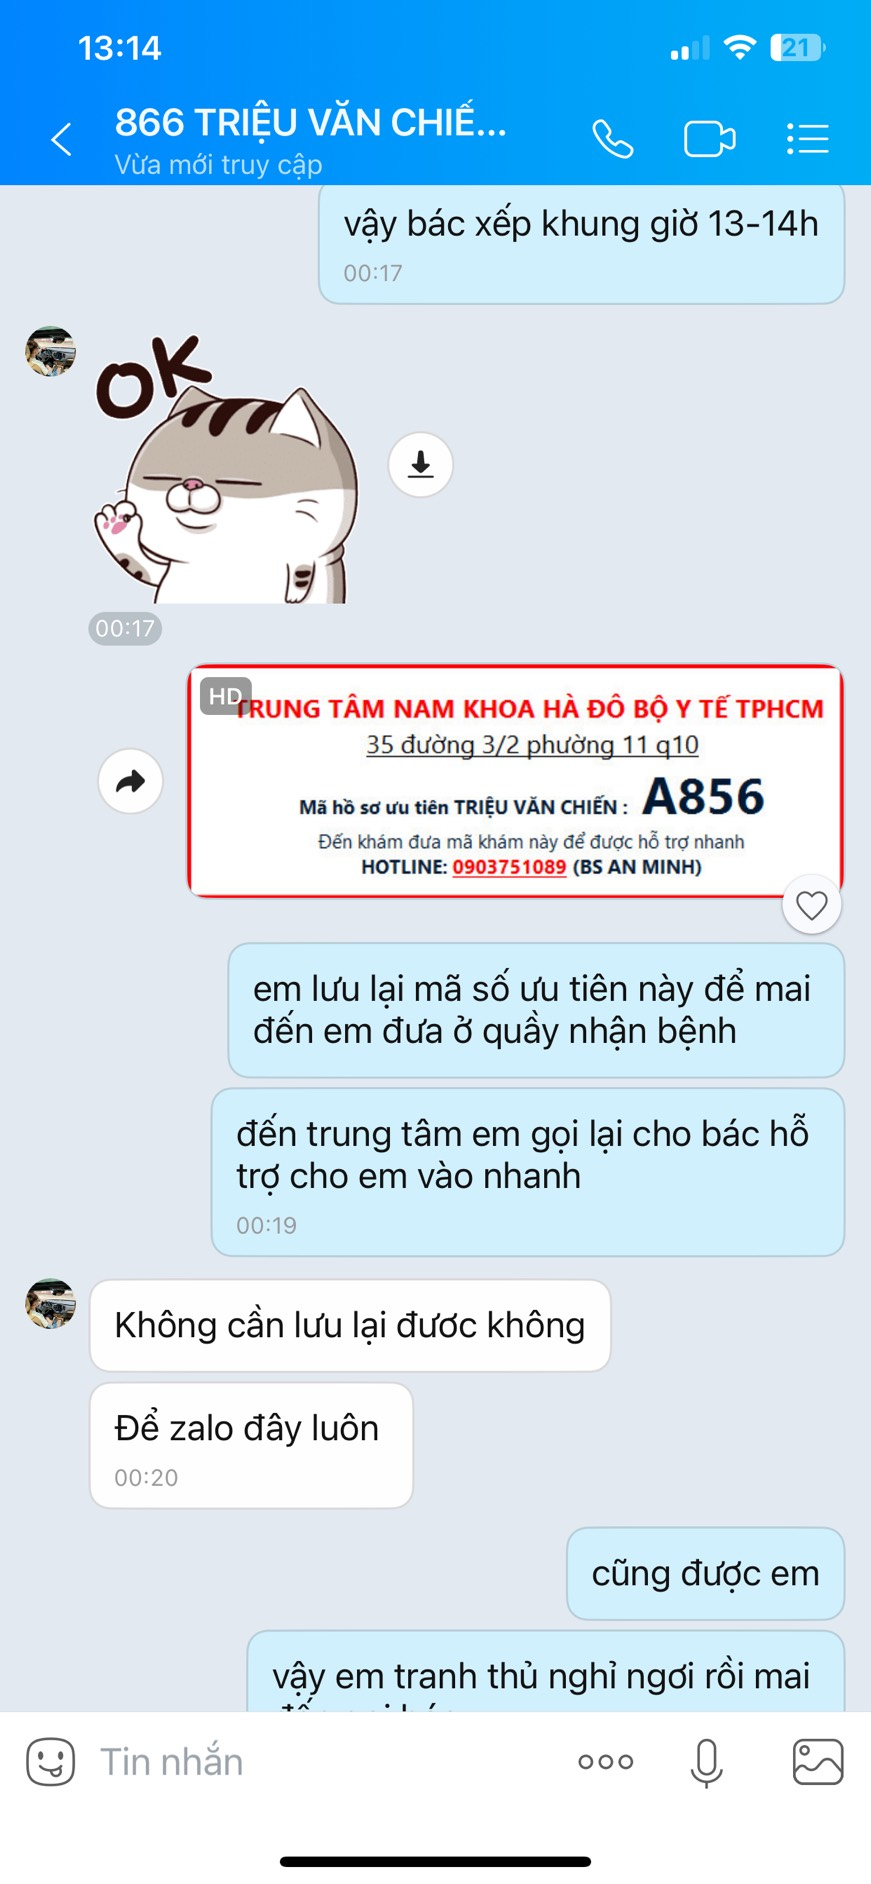 13:14
21
866 TRIỆU VĂN CHIẾ...
Vừa mới truy cập
vậy bác xếp khung giờ 13-14h
00:17
OK
00:17
HD
TRUNG TÂM NAM KHOA HÀ ĐÔ BỘ Y TẾ TPHCM
35 đường 3/2 phường 11 q10
Mã hồ sơ ưu tiên TRIỆU VĂN CHIẾN : A856
Đến khám đưa mã khám này để được hỗ trợ nhanh
HOTLINE: 0903751089 (BS AN MINH)
em lưu lại mã số ưu tiên này để mai
đến em đưa ở quầy nhận bệnh
đến trung tâm em gọi lại cho bác hỗ
trợ cho em vào nhanh
00:19
Không cần lưu lại đươc không
Để zalo đây luôn
00:20
cũng được em
vậy em tranh thủ nghỉ ngơi rồi mai
Tin nhắn